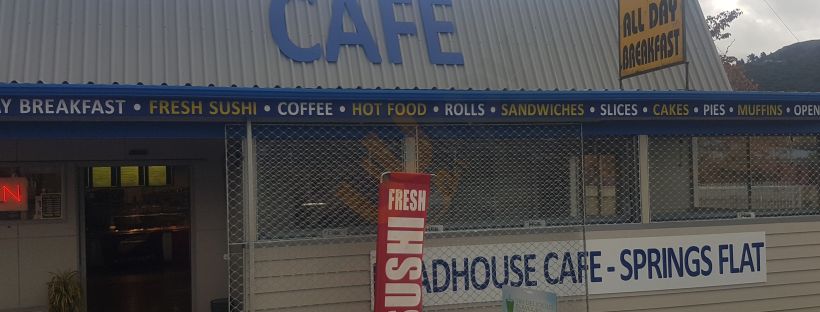 CAFE
ALL DAY
BREAKFAST
Y BREAKFAST • FRESH SUSHI • COFFEE • HOT FOOD • ROLLS • SANDWICHES • SLICES • CAKES • PIES • MUFFINS • OPEN
N
FRESH
SUSHI
ADHOUSE CAFE - SPRINGS FLAT